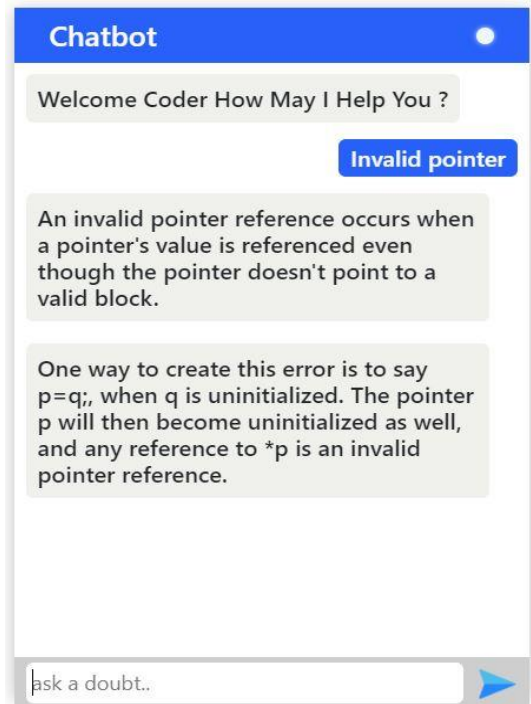 Chatbot
Welcome Coder How May I Help You ?
Invalid pointer
An invalid pointer reference occurs when
a pointer's value is referenced even
though the pointer doesn't point to a
valid block.
One way to create this error is to say
p=q;, when q is uninitialized. The pointer
p will then become uninitialized as well,
and any reference to *p is an invalid
pointer reference.
ask a doubt..